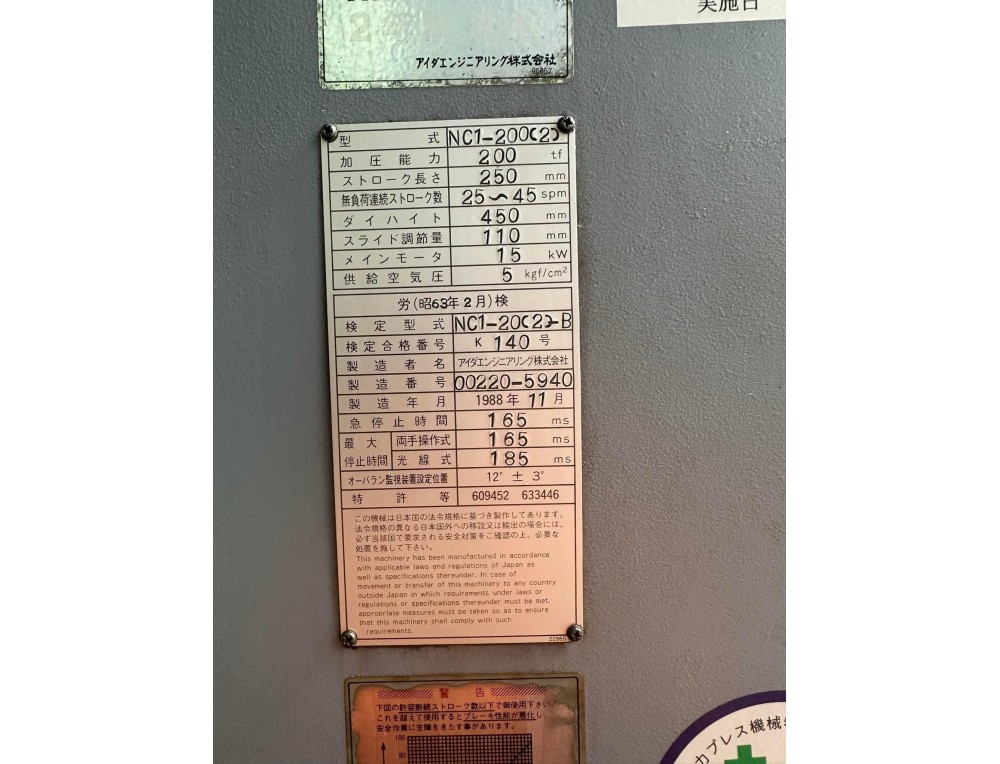 アイダエンジニアリング株式会社
実施日
型式 NC1-200(2)
加圧能力 200 tf
ストローク長さ 250 mm
無負荷連続ストローク数 25〜45 spm
ダイハイト 450 mm
スライド調節量 110 mm
メインモータ 15 kW
供給空気圧 5 kgf/cm²
労(昭63年2月)検
検定型式 NC1-20(2)-B
検定合格番号 K 140 号
製造者名 アイダエンジニアリング株式会社
製造番号 00220-5940
製造年月 1988年 11月
急停止時間 165 ms
最大 両手操作式 165 ms
停止時間 光線式 185 ms
オーバラン監視装置設定位置 12° ± 3°
特許等 609452 633446
この機械は日本国の法令規格に基づき製作してあります。
法令規格の異なる日本国外への移設又は輸出の場合には、
必ず当該国で要求される安全対策をご確認の上、必要な
処置を施して下さい。
This machinery has been manufactured in accordance
with applicable laws and regulations of Japan as
well as specifications thereunder. In case of
movement or transfer of this machinery to any country
outside Japan in which requirements under laws or
regulations or specifications thereunder must be met,
appropriate measures must be taken so as to ensure
that this machinery shall comply with such
requirements.
22865
警告
下図の許容断続ストローク数以下で御使用下さい
これを超えて使用するとブレーキ性能が悪化し、
安全作業に支障をきたす事があります。
100
90
力プレス機械